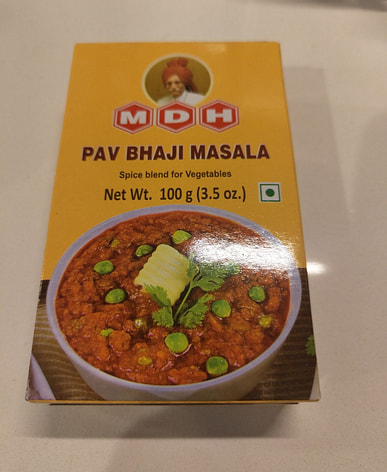 MDH
PAV BHAJI MASALA
Spice blend for Vegetables
Net Wt. 100 g (3.5 oz.)